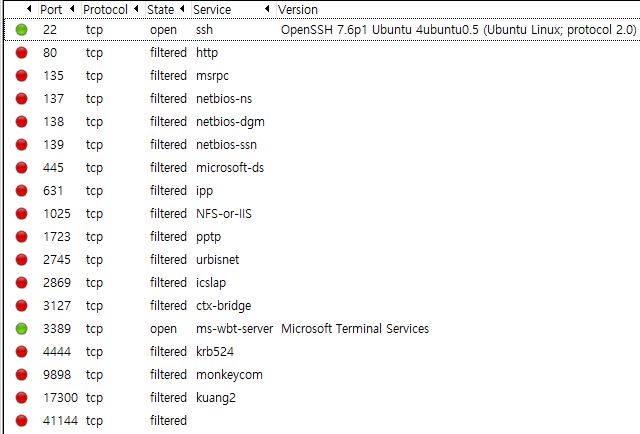 Port Protocol State Service Version
22 tcp open ssh OpenSSH 7.6p1 Ubuntu 4ubuntu0.5 (Ubuntu Linux; protocol 2.0)
80 tcp filtered http
135 tcp filtered msrpc
137 tcp filtered netbios-ns
138 tcp filtered netbios-dgm
139 tcp filtered netbios-ssn
445 tcp filtered microsoft-ds
631 tcp filtered ipp
1025 tcp filtered NFS-or-IIS
1723 tcp filtered pptp
2745 tcp filtered urbisnet
2869 tcp filtered icslap
3127 tcp filtered ctx-bridge
3389 tcp open ms-wbt-server Microsoft Terminal Services
4444 tcp filtered krb524
9898 tcp filtered monkeycom
17300 tcp filtered kuang2
41144 tcp filtered